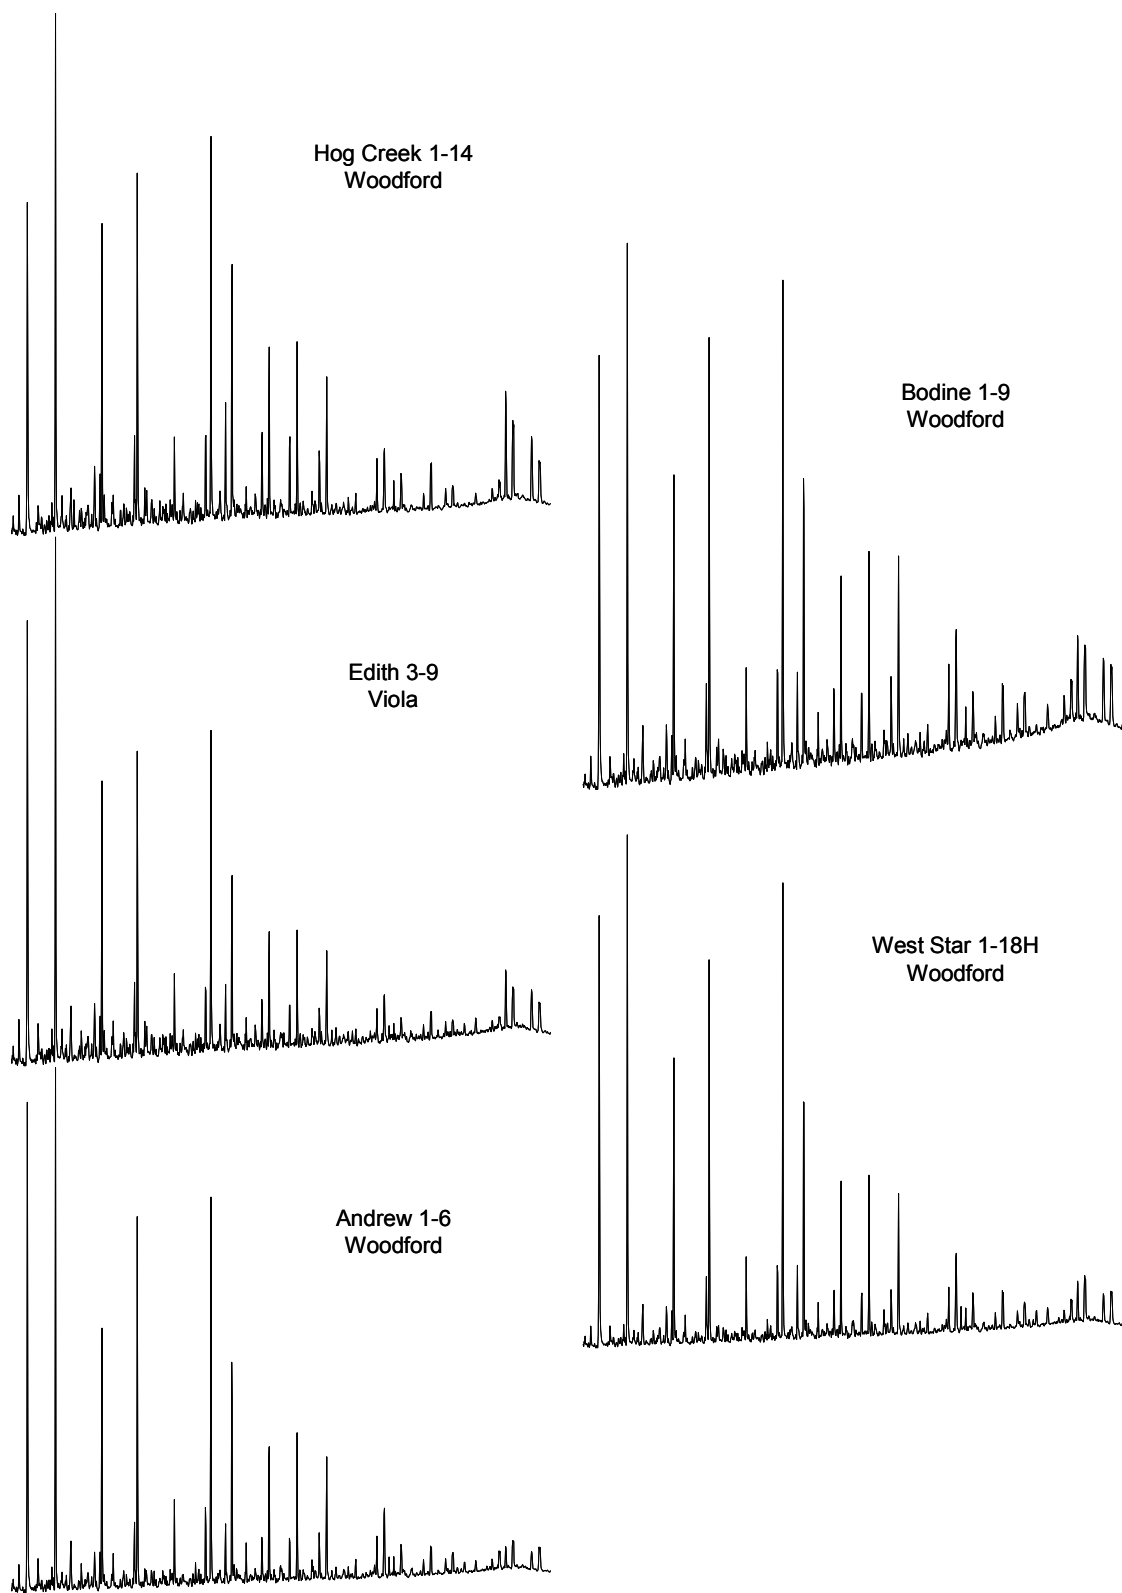 Hog Creek 1-14
Woodford
Bodine 1-9
Woodford
Edith 3-9
Viola
West Star 1-18H
Woodford
Andrew 1-6
Woodford